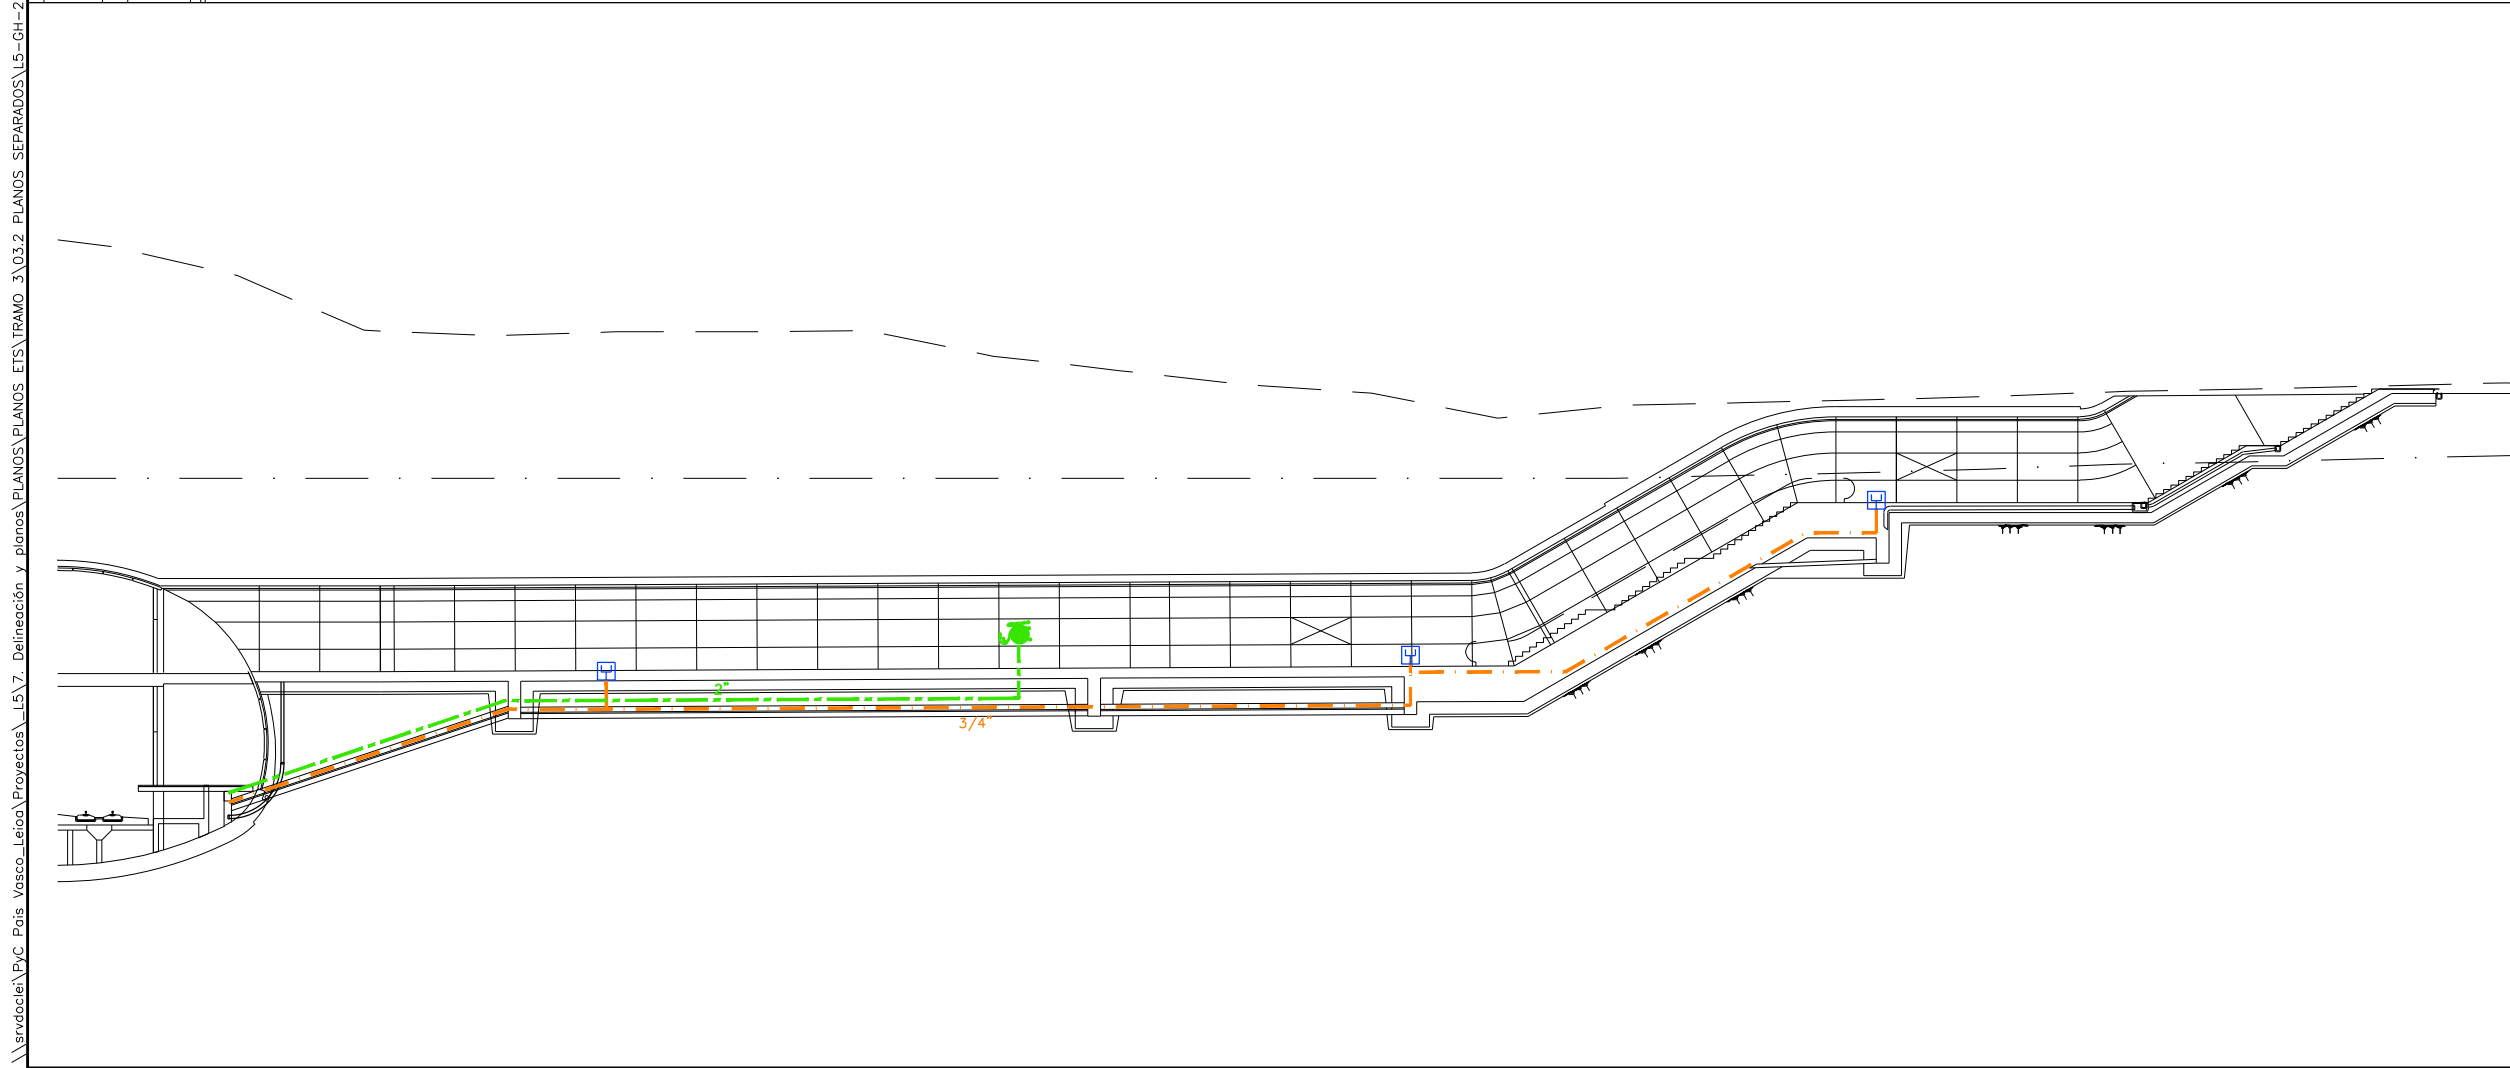 \\srvdoclei\PyC Pais Vasco_Leioa\Proyectos\_L5\7. Delineación y planos\PLANOS\PLANOS ETS\TRAMO 3\03.2 PLANOS SEPARADOS\L5-GH-2
2"
3/4"